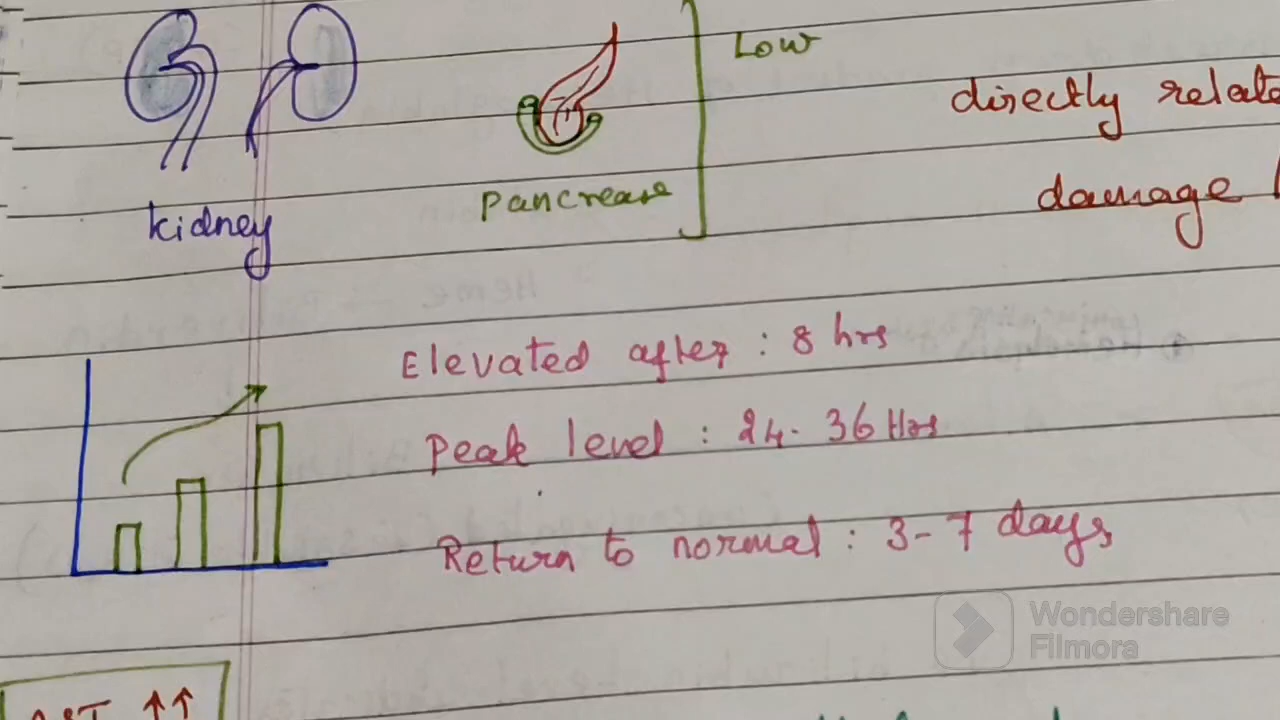 Low
directly relate
damage
Pancrease
kidney
Elevated after : 8 hrs
Peak level : 24-36 Hrs
Return to normal : 3-7 days
Wondershare
Filmora
↑↑